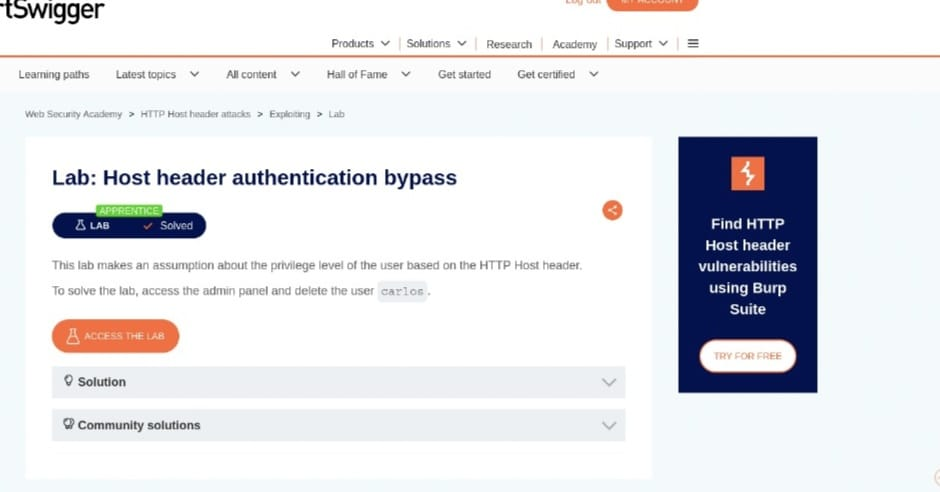 rtSwigger
Log out
MY ACCOUNT
Products
Solutions
Research
Academy
Support
Learning paths
Latest topics
All content
Hall of Fame
Get started
Get certified
Web Security Academy > HTTP Host header attacks > Exploiting > Lab
Lab: Host header authentication bypass
APPRENTICE
LAB
Solved
This lab makes an assumption about the privilege level of the user based on the HTTP Host header.
To solve the lab, access the admin panel and delete the user carlos.
ACCESS THE LAB
Solution
Community solutions
Find HTTP
Host header
vulnerabilities
using Burp
Suite
TRY FOR FREE